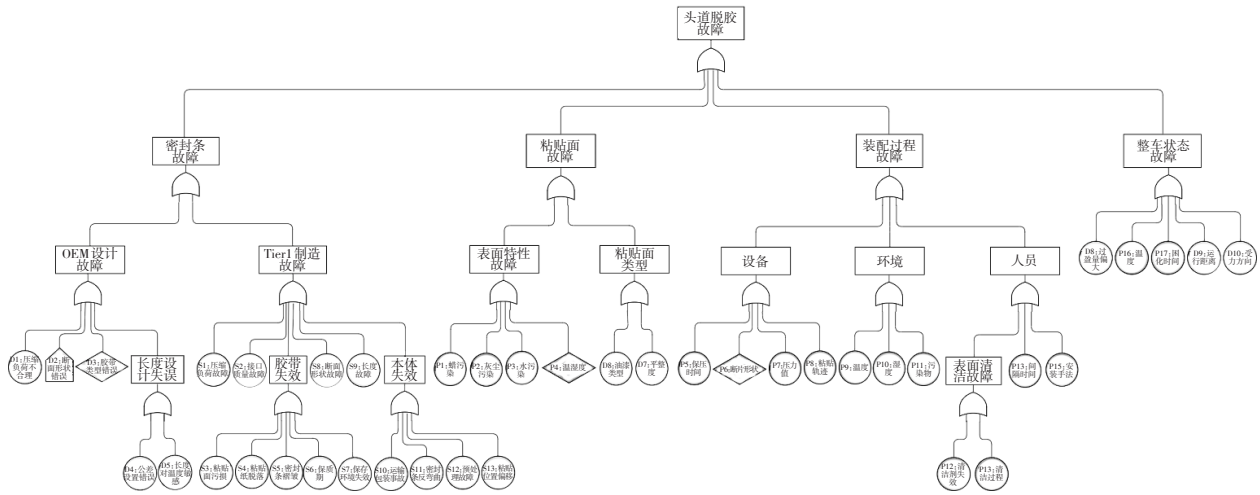 头道脱胶
故障
密封条
故障
粘贴面
故障
装配过程
故障
整车状态
故障
OEM设计
故障
Tier1制造
故障
表面特性
故障
粘贴面
类型
设备
环境
人员
D8:过
盈量偏
大
P16:温
度
P17:固
化时间
D9:运
行距离
D10:受
力方向
D1:压缩
负荷不
合理
D2:断
面形状
错误
D3:胶带
类型错误
长度设
计失误
S1:压缩
负荷故障
S2:接口
质量故障
胶带
失效
S8:断面
形状故障
S9:长度
故障
本体
失效
P1:蜡污
染
P2:灰尘
污染
P3:水污
染
P4:温湿度
D8:油漆
类型
D7:平整
度
P5:保压
时间
P6:断片形状
P7:压力
值
P8:粘贴
轨迹
P9:温度
P10:湿
度
P11:污
染物
表面清
洁故障
P13:间
隔时间
P15:安
装手法
D4:公差
设置错误
D5:长度
对温度敏
感
S3:粘贴
面污损
S4:粘贴
纸脱落
S5:密封
条褶皱
S6:保质
期
S7:保存
环境失效
S10:运输
包装事故
S11:密封
条反弯曲
S12:预处
理故障
S13:粘贴
位置偏移
P12:清
洁剂失
效
P13:清
洁过程